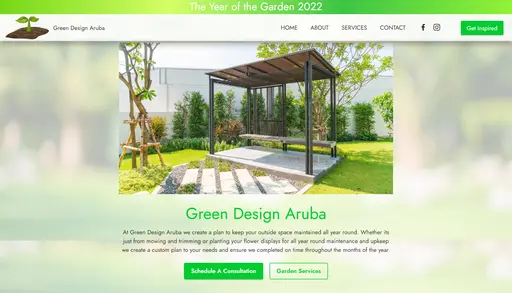 The Year of the Garden 2022
Green Design Aruba
HOME ABOUT SERVICES CONTACT
Get Inspired
Green Design Aruba
At Green Design Aruba we create a plan to keep your outside space maintained all year round. Whether its
just from mowing and trimming or planting your flower displays for all year round maintenance and upkeep
we create a custom plan to your needs and ensure we completed on time throughout the months of the year.
Schedule A Consultation Garden Services